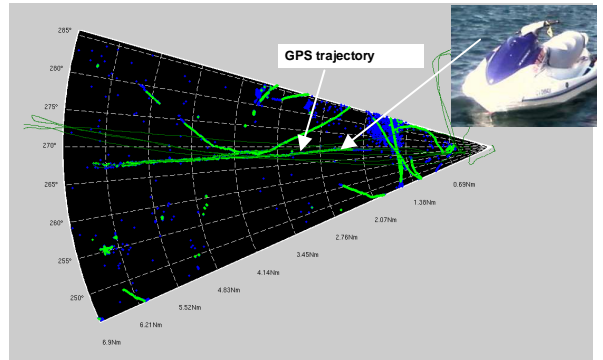 285°
280°
275°
270°
265°
260°
255°
250°
GPS trajectory
0.69Nm
1.38Nm
2.07Nm
2.76Nm
3.45Nm
4.14Nm
4.83Nm
5.52Nm
6.21Nm
6.9Nm